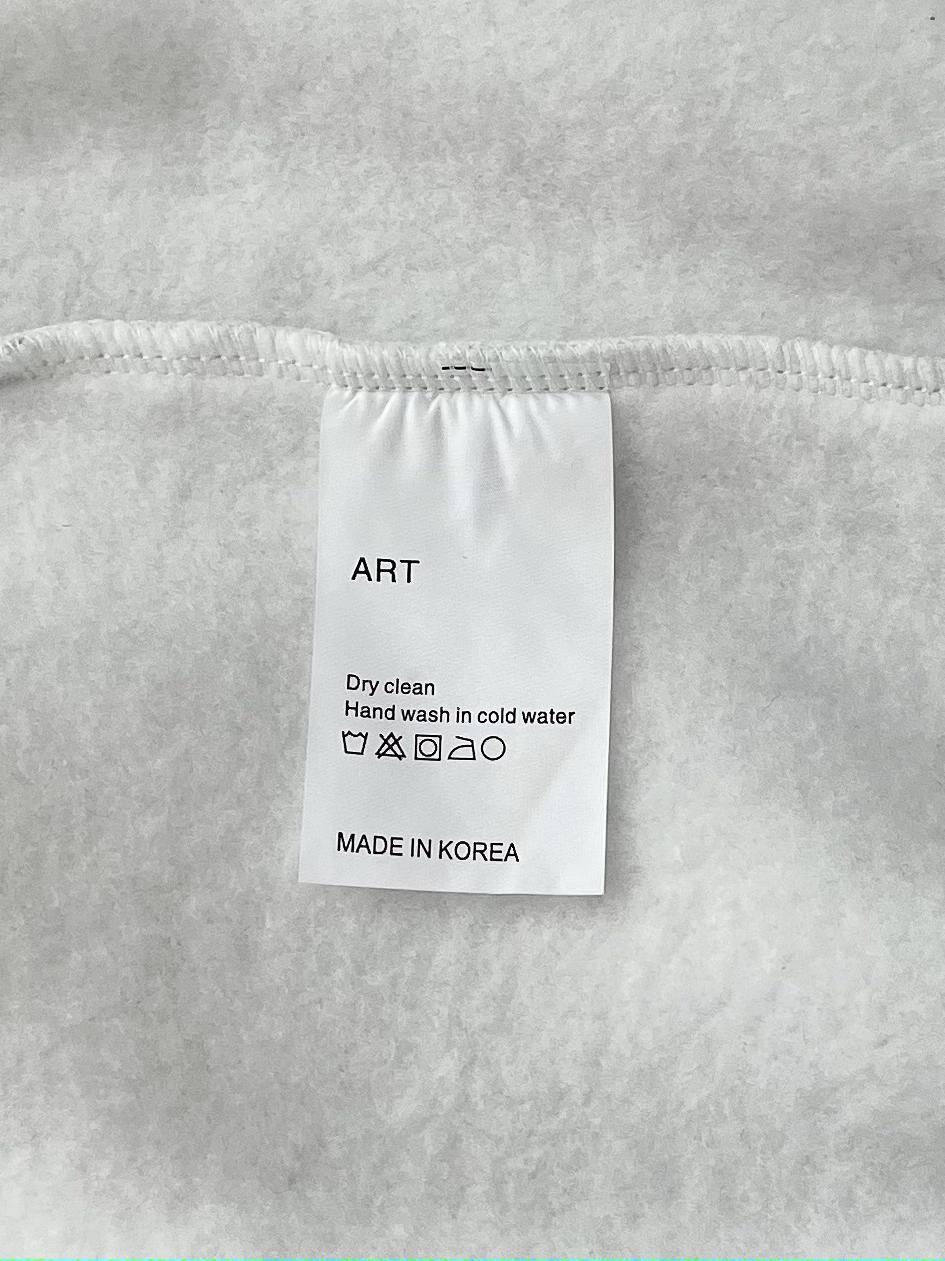 ART
Dry clean
Hand wash in cold water
MADE IN KOREA